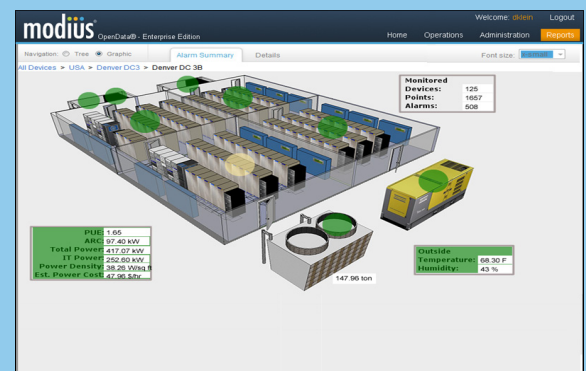 Welcome: dklein Logout
modius OpenData® - Enterprise Edition
Home Operations Administration Reports
Navigation: Tree Graphic Alarm Summary Details Font size:
All Devices > USA > Denver DC3 > Denver DC 3B
Monitored
Devices: 125
Points: 1657
Alarms: 508
PUE: 1.65
ARC: 97.40 kW
Total Power: 417.07 kW
IT Power: 252.60 kW
Power Density: 38.26 W/sq ft
Est. Power Cost: 47.96 $/hr
147.96 ton
Outside
Temperature: 68.30 F
Humidity: 43 %